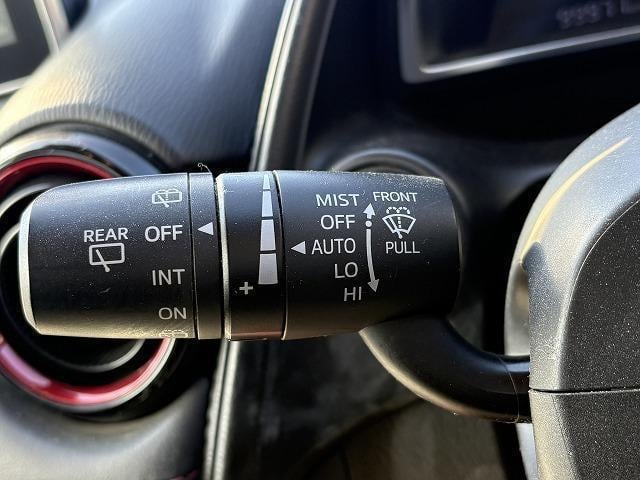 REAR
OFF
INT
ON
+
MIST
OFF
AUTO
LO
HI
FRONT
PULL